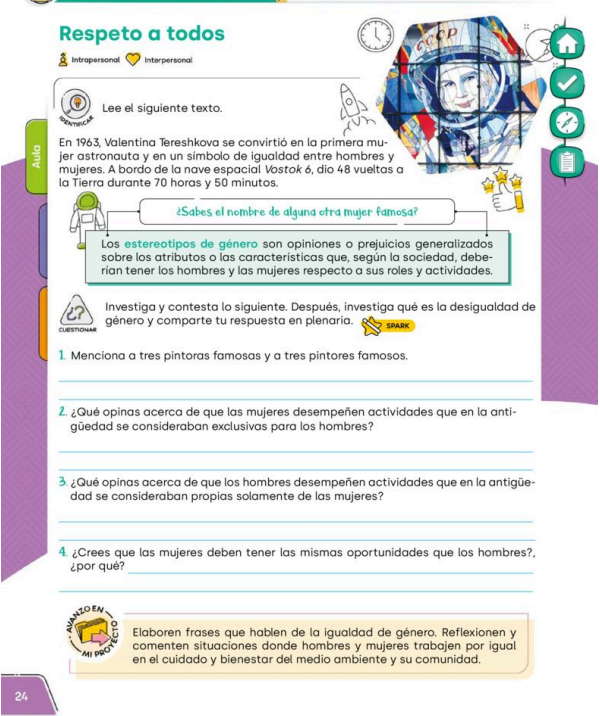 Respeto a todos
Intrapersonal Interpersonal
CCCP
IDENTIFICAR
Lee el siguiente texto.
En 1963, Valentina Tereshkova se convirtió en la primera mu-
jer astronauta y en un símbolo de igualdad entre hombres y
mujeres. A bordo de la nave espacial Vostok 6, dio 48 vueltas a
la Tierra durante 70 horas y 50 minutos.
Aula
¿Sabes el nombre de alguna otra mujer famosa?
Los estereotipos de género son opiniones o prejuicios generalizados
sobre los atributos o las características que, según la sociedad, debe-
rían tener los hombres y las mujeres respecto a sus roles y actividades.
¿?
CUESTIONAR
Investiga y contesta lo siguiente. Después, investiga qué es la desigualdad de
género y comparte tu respuesta en plenaria. SPARK
1. Menciona a tres pintoras famosas y a tres pintores famosos.
2. ¿Qué opinas acerca de que las mujeres desempeñen actividades que en la anti-
güedad se consideraban exclusivas para los hombres?
3. ¿Qué opinas acerca de que los hombres desempeñen actividades que en la antigüe-
dad se consideraban propias solamente de las mujeres?
4. ¿Crees que las mujeres deben tener las mismas oportunidades que los hombres?,
¿por qué?
AVANZO EN
MI PROYECTO
Elaboren frases que hablen de la igualdad de género. Reflexionen y
comenten situaciones donde hombres y mujeres trabajen por igual
en el cuidado y bienestar del medio ambiente y su comunidad.
24